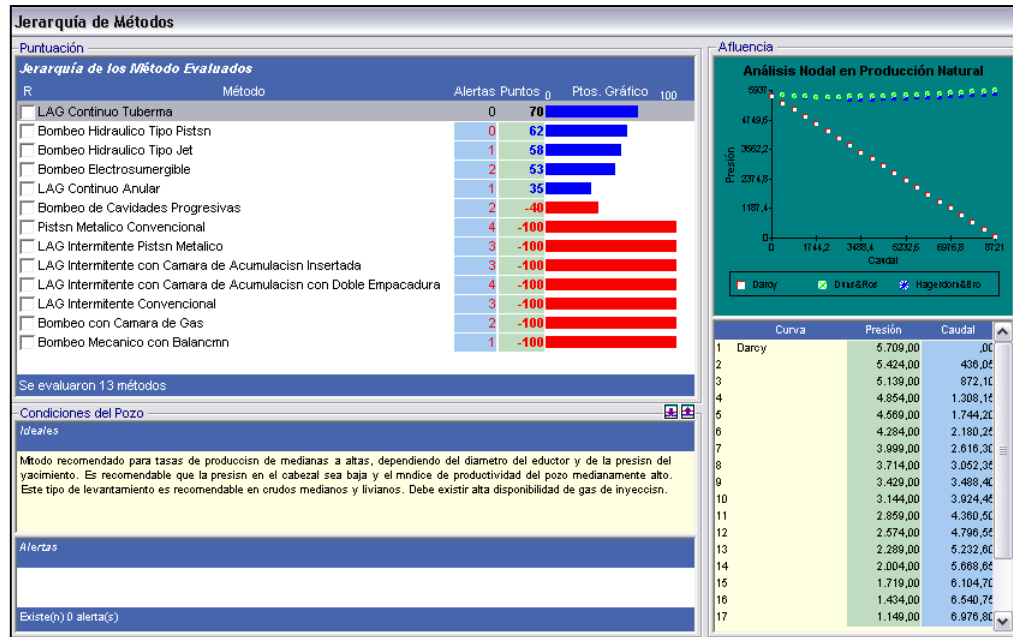 Jerarquía de Métodos
Puntuación
Jerarquía de los Método Evaluados
R Método Alertas Puntos 0 Ptos. Gráfico 100
LAG Continuo Tuberma 0 70
Bombeo Hidraulico Tipo Pistsn 0 62
Bombeo Hidraulico Tipo Jet 1 58
Bombeo Electrosumergible 2 53
LAG Continuo Anular 1 35
Bombeo de Cavidades Progresivas 2 -40
Pistsn Metalico Convencional 4 -100
LAG Intermitente Pistsn Metalico 3 -100
LAG Intermitente con Camara de Acumulacisn Insertada 3 -100
LAG Intermitente con Camara de Acumulacisn con Doble Empacadura 4 -100
LAG Intermitente Convencional 3 -100
Bombeo con Camara de Gas 2 -100
Bombeo Mecanico con Balancmn 1 -100
Se evaluaron 13 métodos
Condiciones del Pozo
Ideales
Mitodo recomendado para tasas de produccisn de medianas a altas, dependiendo del diametro del eductor y de la presisn del
yacimiento. Es recomendable que la presisn en el cabezal sea baja y el mndice de productividad del pozo medianamente alto.
Este tipo de levantamiento es recomendable en crudos medianos y livianos. Debe existir alta disponibilidad de gas de inyeccisn.
Alertas
Existe(n) 0 alerta(s)
Afluencia
Análisis Nodal en Producción Natural
5937
4749,6
3562,2
2374,8
1187,4
0
Presión
0 1744,2 3488,4 5232,6 6976,8 8721
Caudal
Darcy Duns&Ros Hagerdorn&Bro
Curva Presión Caudal
1 Darcy 5.709,00 ,00
2 5.424,00 436,05
3 5.139,00 872,10
4 4.854,00 1.308,15
5 4.569,00 1.744,20
6 4.284,00 2.180,25
7 3.999,00 2.616,30
8 3.714,00 3.052,35
9 3.429,00 3.488,40
10 3.144,00 3.924,45
11 2.859,00 4.360,50
12 2.574,00 4.796,55
13 2.289,00 5.232,60
14 2.004,00 5.668,65
15 1.719,00 6.104,70
16 1.434,00 6.540,75
17 1.149,00 6.976,80